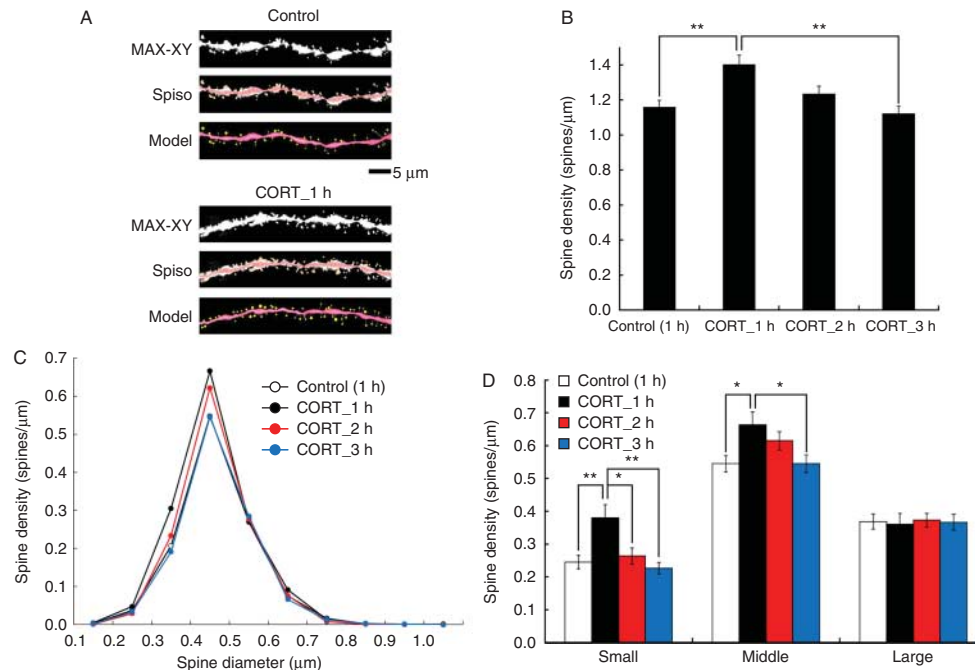 A
Control
MAX-XY
Spiso
Model
5 μm
CORT_1 h
MAX-XY
Spiso
Model
B
**
**
1.4
1.2
1.0
0.8
0.6
0.4
0.2
0.0
Spine density (spines/μm)
Control (1 h)
CORT_1 h
CORT_2 h
CORT_3 h
C
0.7
0.6
0.5
0.4
0.3
0.2
0.1
0.0
Spine density (spines/μm)
Control (1 h)
CORT_1 h
CORT_2 h
CORT_3 h
0.1 0.2 0.3 0.4 0.5 0.6 0.7 0.8 0.9 1.0 1.1
Spine diameter (μm)
D
Control (1 h)
CORT_1 h
CORT_2 h
CORT_3 h
0.8
0.7
0.6
0.5
0.4
0.3
0.2
0.1
0.0
Spine density (spines/μm)
* *
**
** *
Small Middle Large